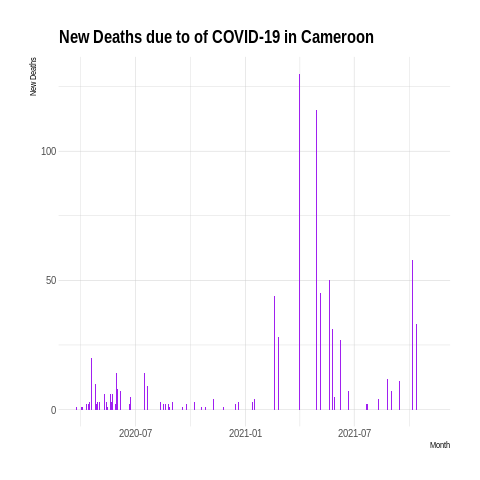 New Deaths due to of COVID-19 in Cameroon
New Deaths
100
50
0
2020-07
2021-01
2021-07
Month